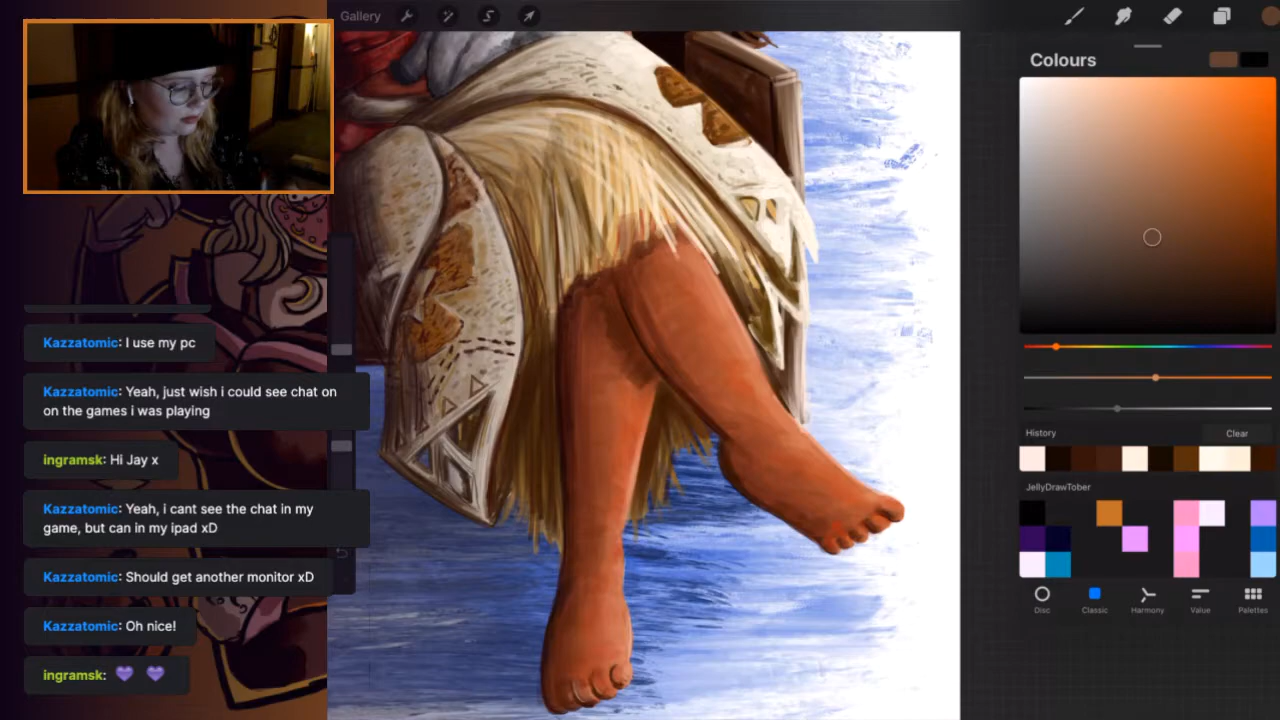 Gallery
Colours
Kazzatomic: I use my pc
Kazzatomic: Yeah, just wish i could see chat on
on the games i was playing
ingramsk: Hi Jay x
Kazzatomic: Yeah, i cant see the chat in my
game, but can in my ipad xD
Kazzatomic: Should get another monitor xD
Kazzatomic: Oh nice!
ingramsk: 💜 💜
History
Clear
JellyDrawTober
Disc
Classic
Harmony
Value
Palettes